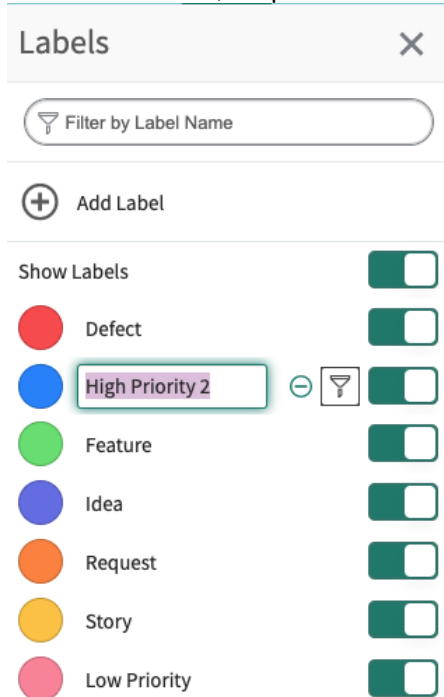 Labels
Filter by Label Name
Add Label
Show Labels
Defect
High Priority 2
Feature
Idea
Request
Story
Low Priority